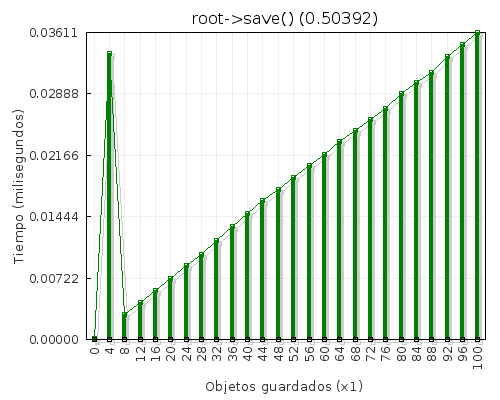 root->save() (0.50392)
0.03611
0.02888
0.02166
0.01444
0.00722
0.00000
Tiempo (milisegundos)
0 4 8 12 16 20 24 28 32 36 40 44 48 52 56 60 64 68 72 76 80 84 88 92 96 100
Objetos guardados (x1)